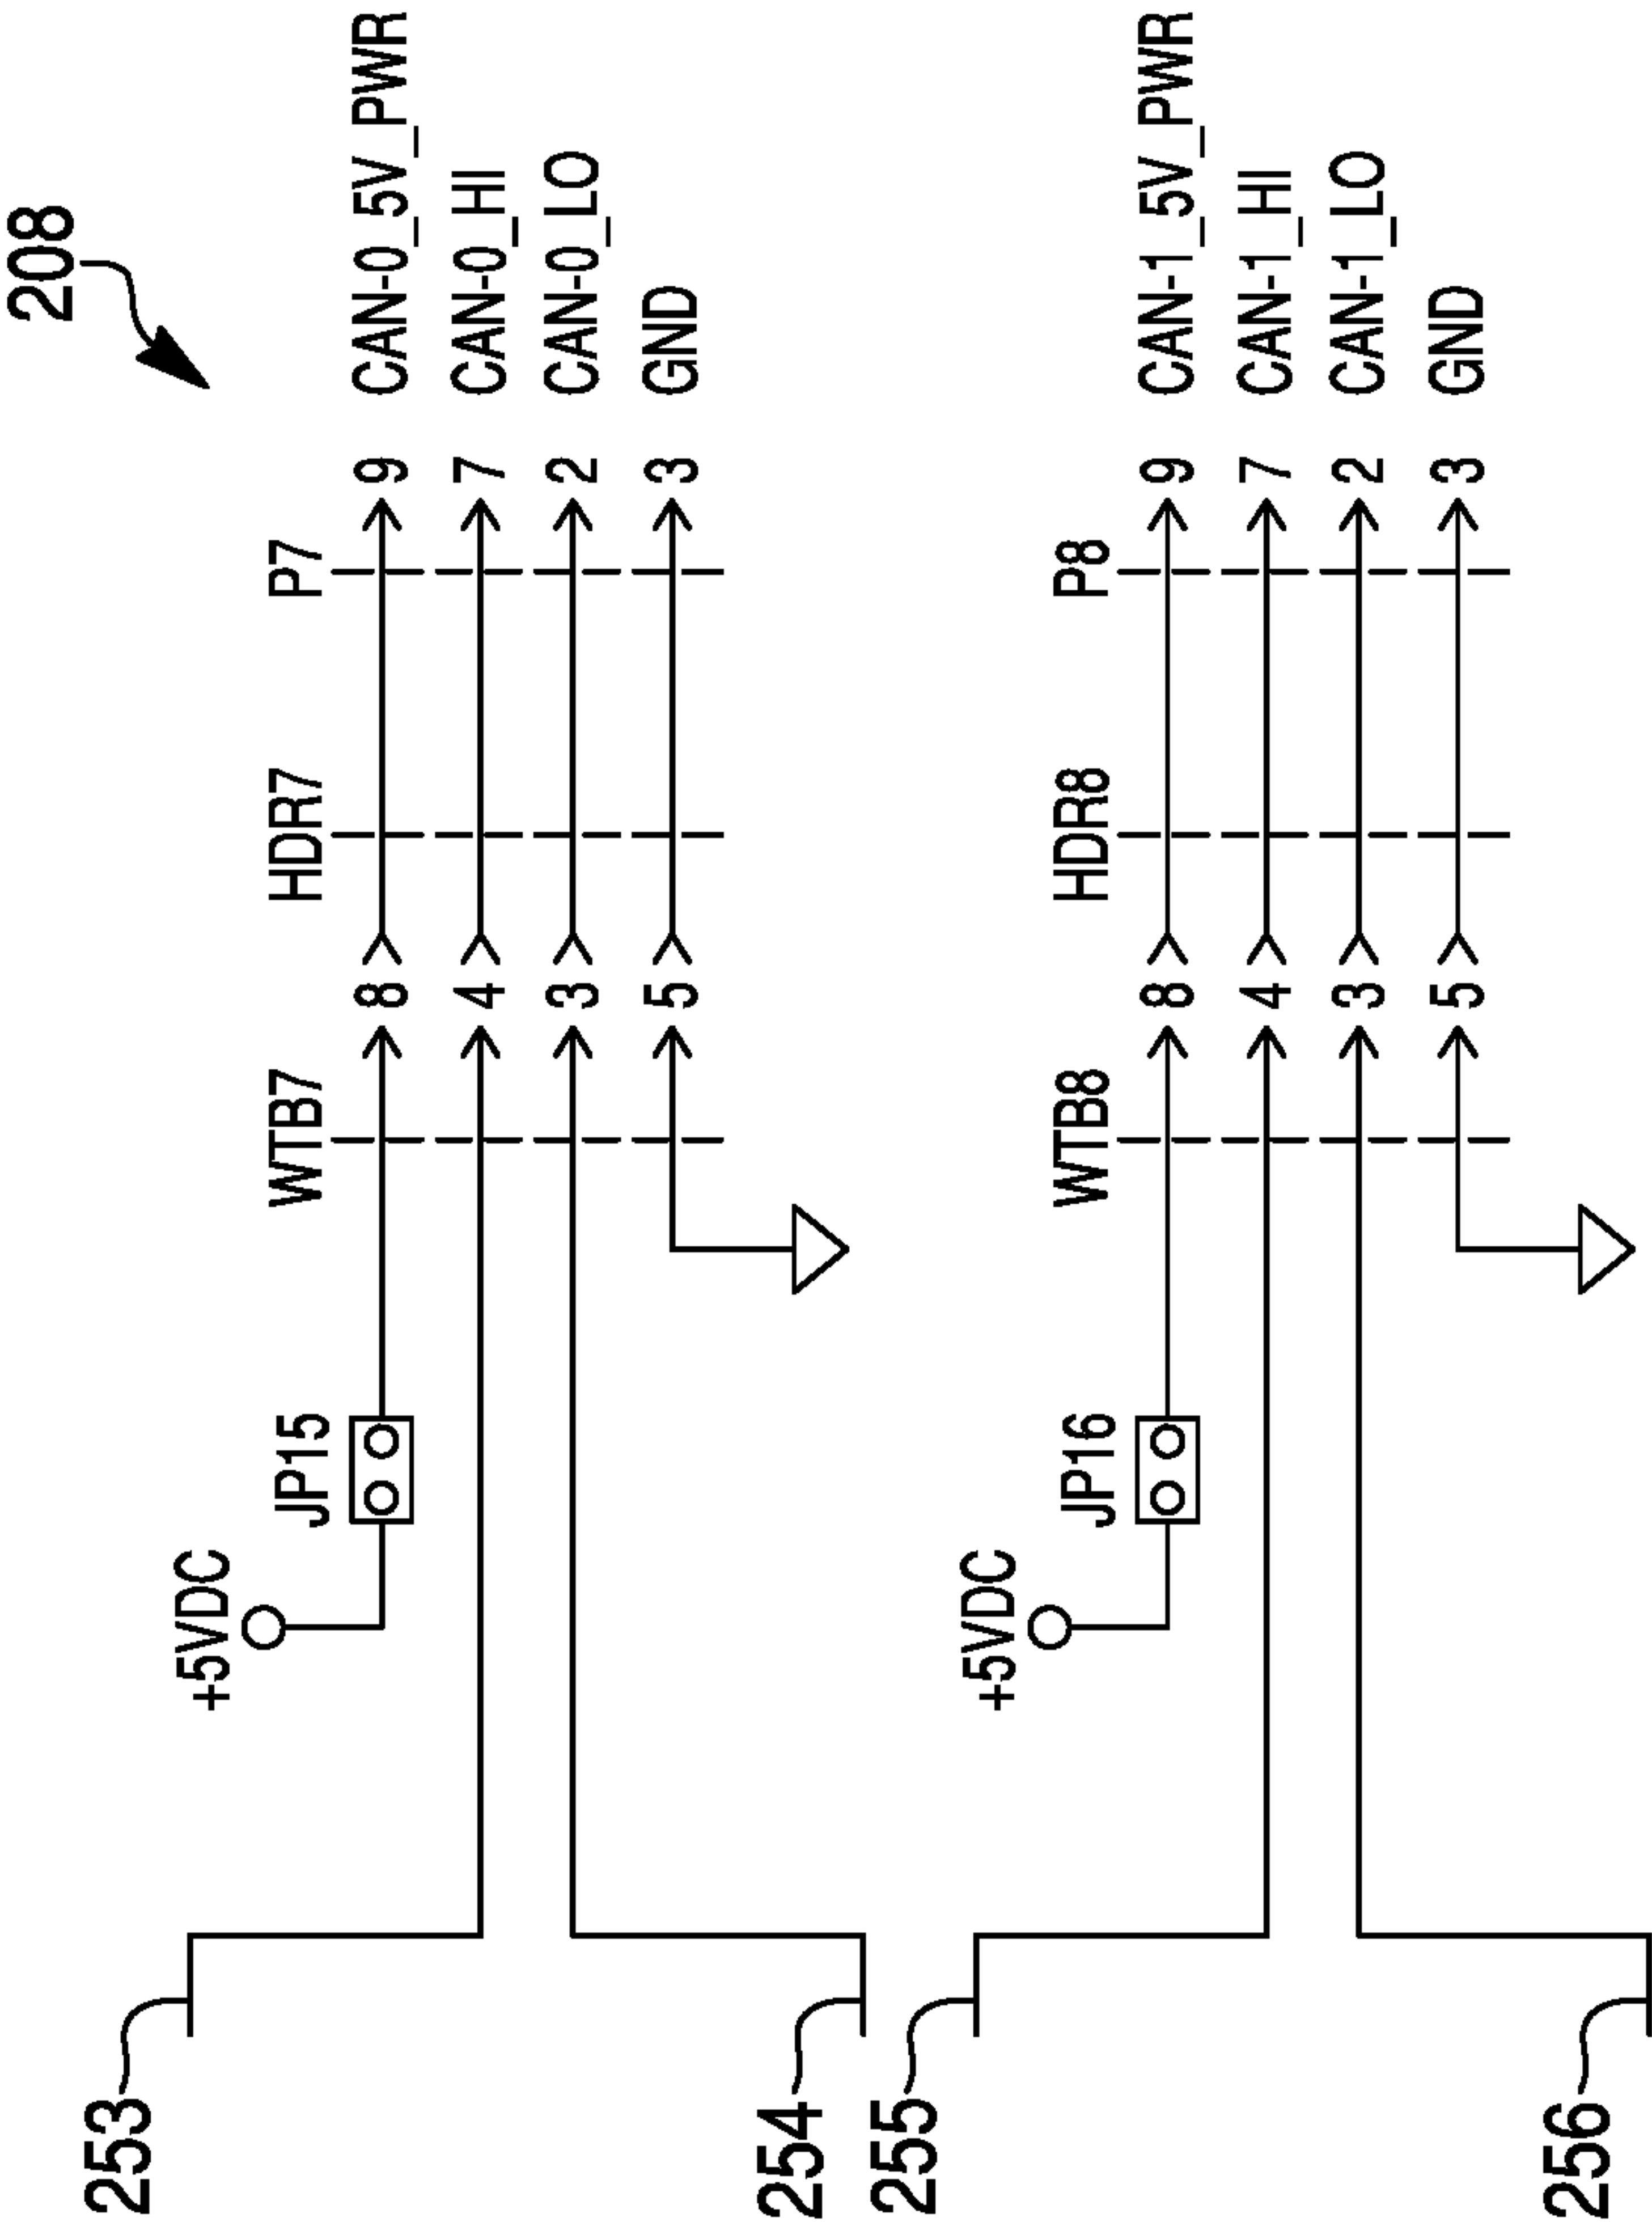 208
+5VDC
JP15 WTB7 HDR7 P7
8 9 CAN-0_5V_PWR
253 4 7 CAN-0_HI
3 2 CAN-0_LO
5 3 GND
254
+5VDC
JP16 WTB8 HDR8 P8
8 9 CAN-1_5V_PWR
255 4 7 CAN-1_HI
3 2 CAN-1_LO
5 3 GND
256